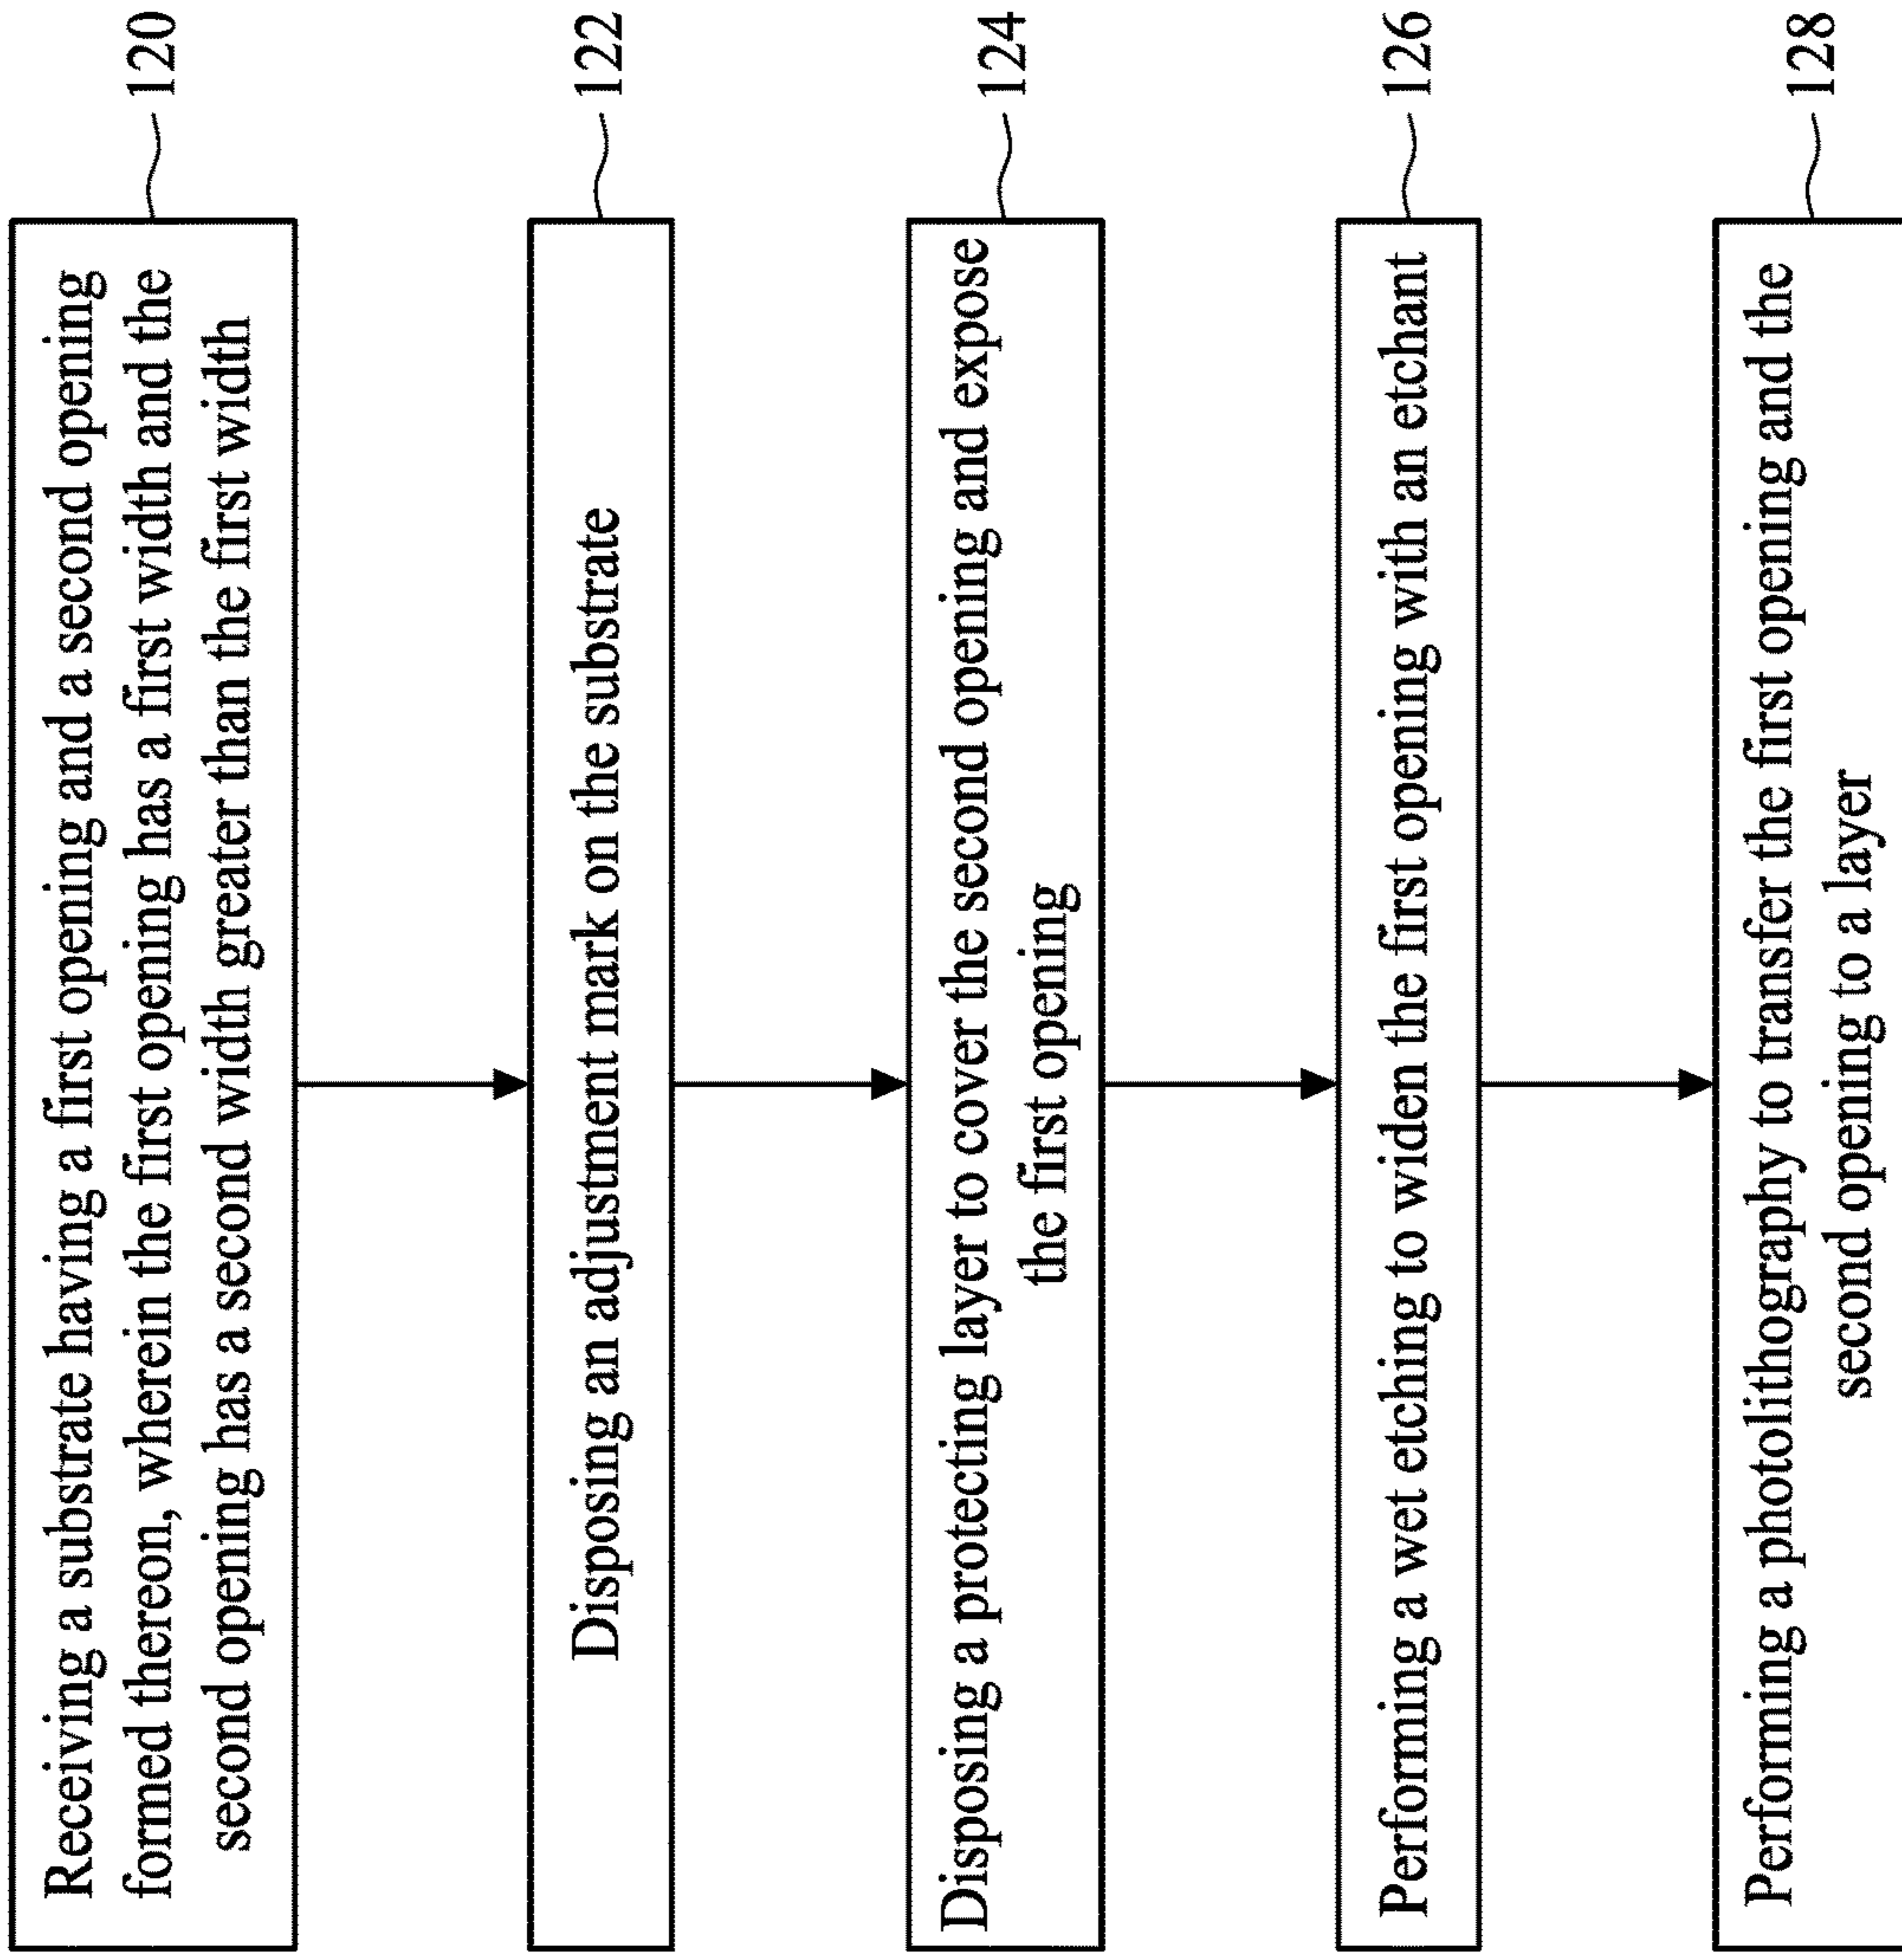 Receiving a substrate having a first opening and a second opening
formed thereon, wherein the first opening has a first width and the
second opening has a second width greater than the first width
120
Disposing an adjustment mark on the substrate
122
Disposing a protecting layer to cover the second opening and expose
the first opening
124
Performing a wet etching to widen the first opening with an etchant
126
Performing a photolithography to transfer the first opening and the
second opening to a layer
128